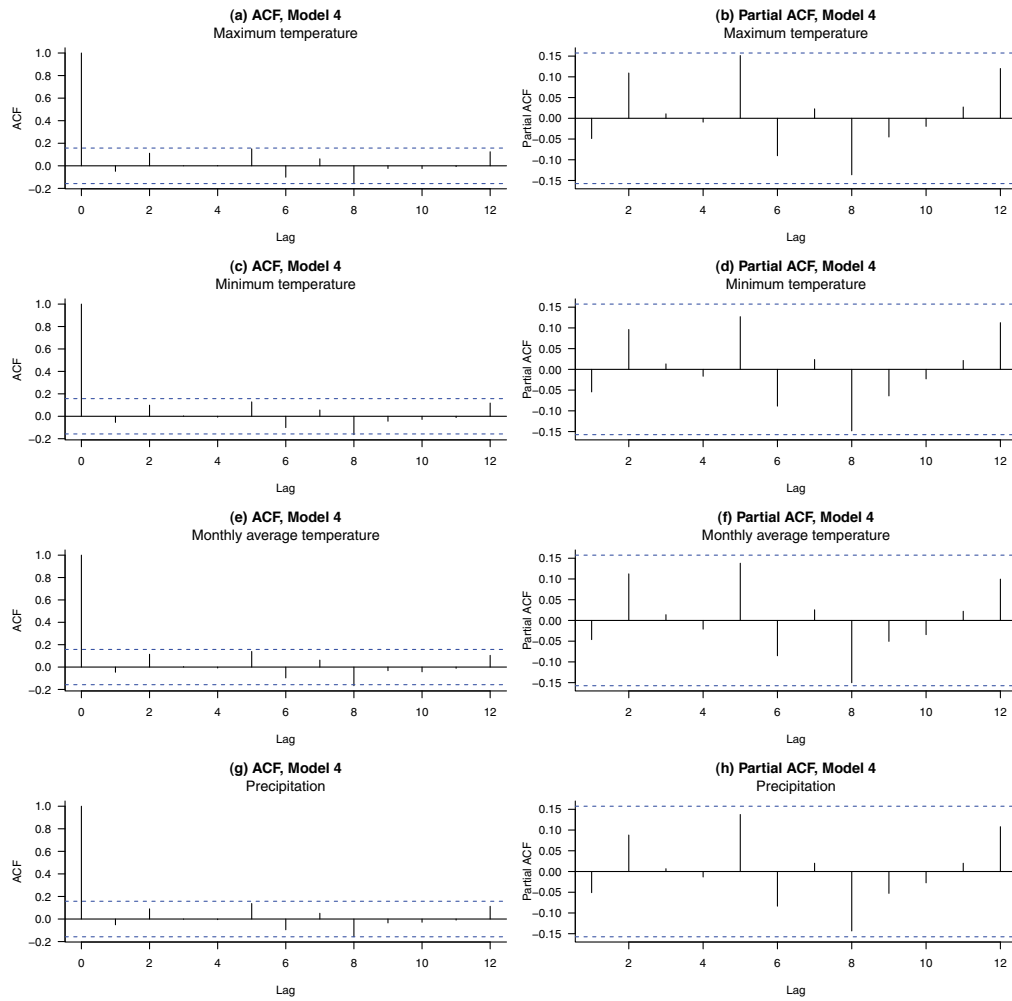 (a) ACF, Model 4
Maximum temperature
ACF
1.0
0.8
0.6
0.4
0.2
0.0
−0.2
0 2 4 6 8 10 12
Lag
(b) Partial ACF, Model 4
Maximum temperature
Partial ACF
0.15
0.10
0.05
0.00
−0.05
−0.10
−0.15
2 4 6 8 10 12
Lag
(c) ACF, Model 4
Minimum temperature
ACF
1.0
0.8
0.6
0.4
0.2
0.0
−0.2
0 2 4 6 8 10 12
Lag
(d) Partial ACF, Model 4
Minimum temperature
Partial ACF
0.15
0.10
0.05
0.00
−0.05
−0.10
−0.15
2 4 6 8 10 12
Lag
(e) ACF, Model 4
Monthly average temperature
ACF
1.0
0.8
0.6
0.4
0.2
0.0
−0.2
0 2 4 6 8 10 12
Lag
(f) Partial ACF, Model 4
Monthly average temperature
Partial ACF
0.15
0.10
0.05
0.00
−0.05
−0.10
−0.15
2 4 6 8 10 12
Lag
(g) ACF, Model 4
Precipitation
ACF
1.0
0.8
0.6
0.4
0.2
0.0
−0.2
0 2 4 6 8 10 12
Lag
(h) Partial ACF, Model 4
Precipitation
Partial ACF
0.15
0.10
0.05
0.00
−0.05
−0.10
−0.15
2 4 6 8 10 12
Lag